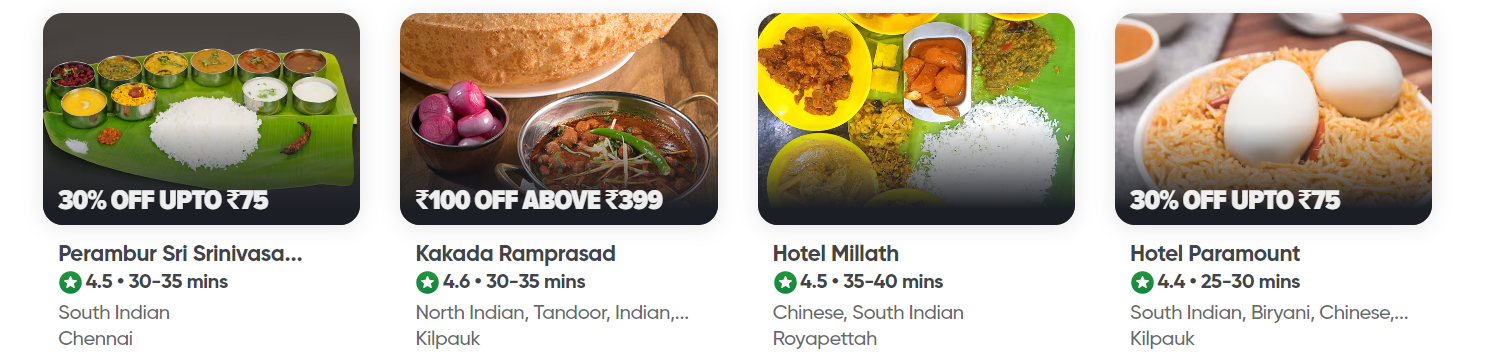 30% OFF UPTO ₹75
Perambur Sri Srinivasa...
4.5 • 30-35 mins
South Indian
Chennai
₹100 OFF ABOVE ₹399
Kakada Ramprasad
4.6 • 30-35 mins
North Indian, Tandoor, Indian,...
Kilpauk
Hotel Millath
4.5 • 35-40 mins
Chinese, South Indian
Royapettah
30% OFF UPTO ₹75
Hotel Paramount
4.4 • 25-30 mins
South Indian, Biryani, Chinese,...
Kilpauk